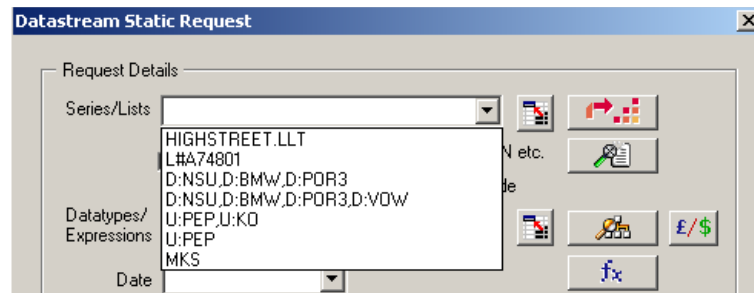 Datastream Static Request
Request Details
Series/Lists
HIGHSTREET.LLT
L#A74801
N etc.
D:NSU,D:BMW,D:POR3
D:NSU,D:BMW,D:POR3,D:VOW
Datatypes/
Expressions
U:PEP,U:KO
U:PEP
£/$
MKS
Date
fx